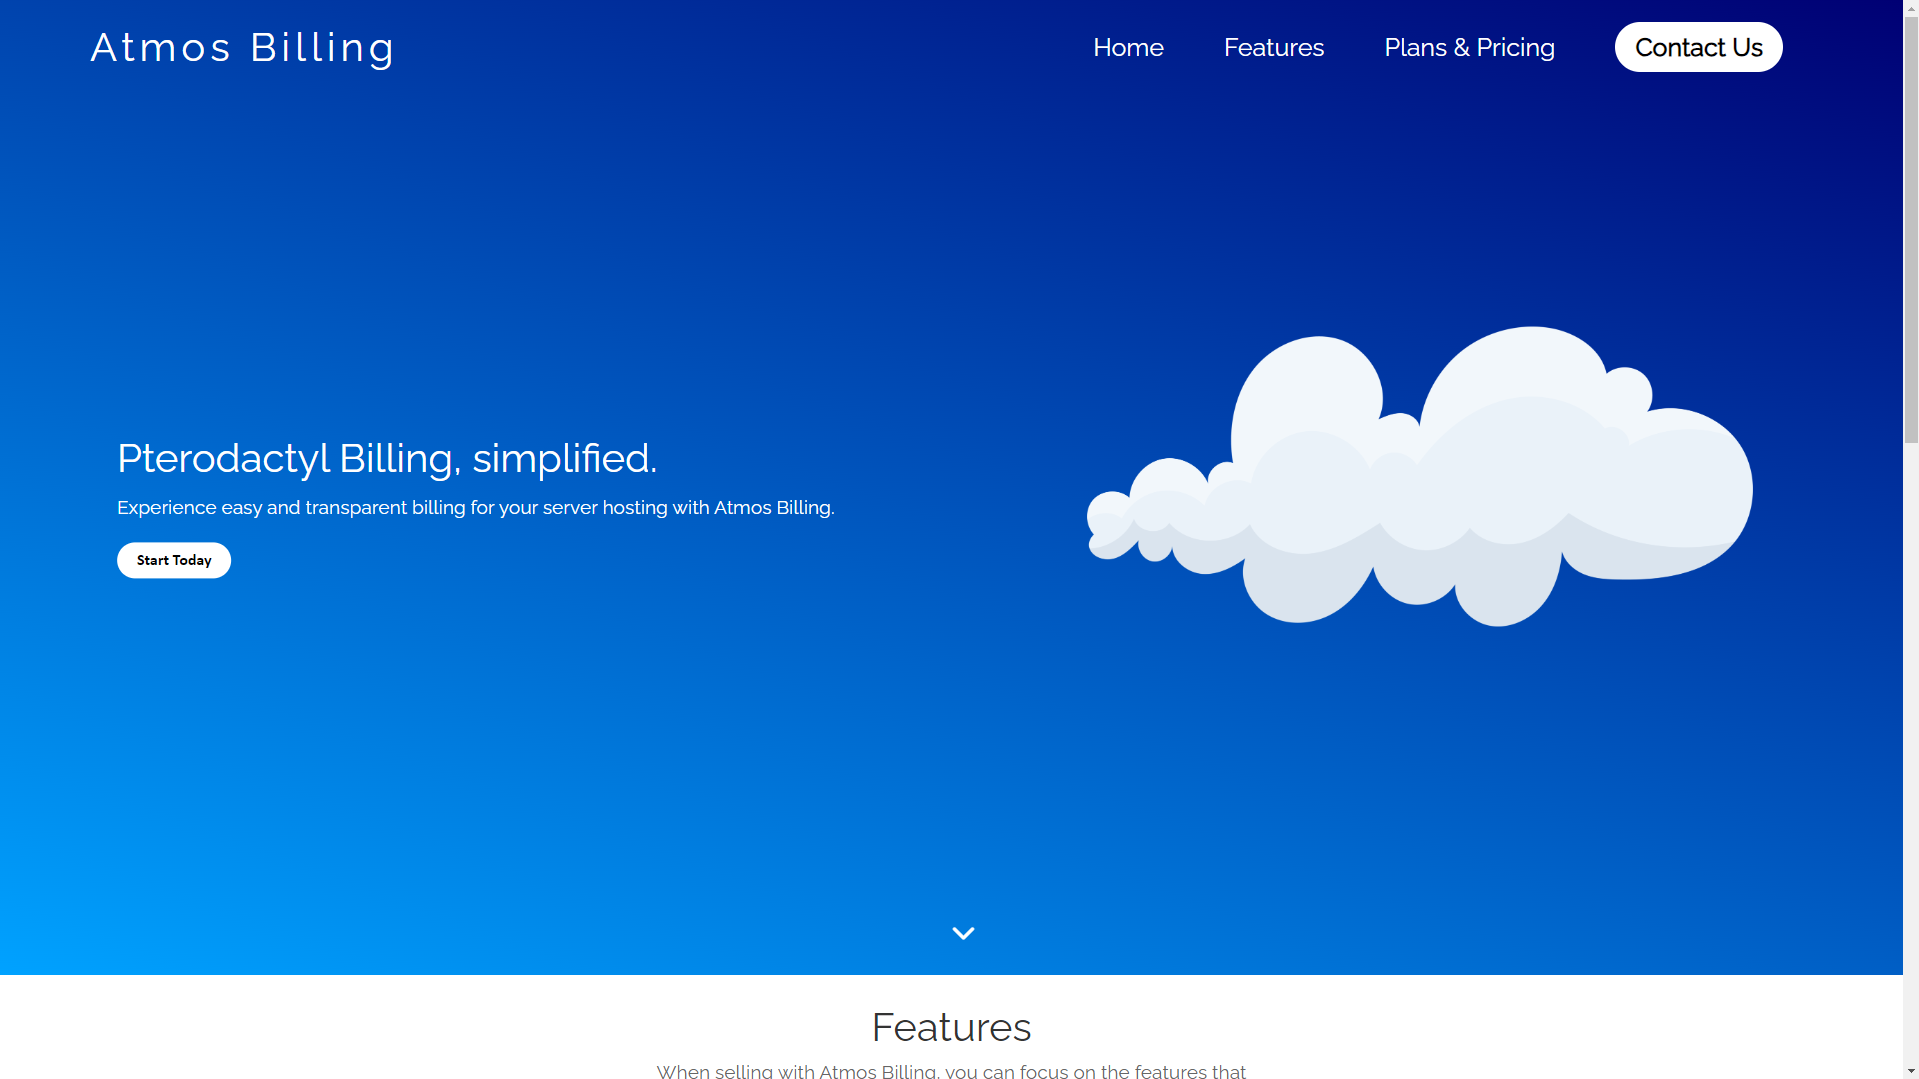 Atmos Billing
Home
Features
Plans & Pricing
Contact Us
Pterodactyl Billing, simplified.
Experience easy and transparent billing for your server hosting with Atmos Billing.
Start Today
Features
When selling with Atmos Billing, you can focus on the features that